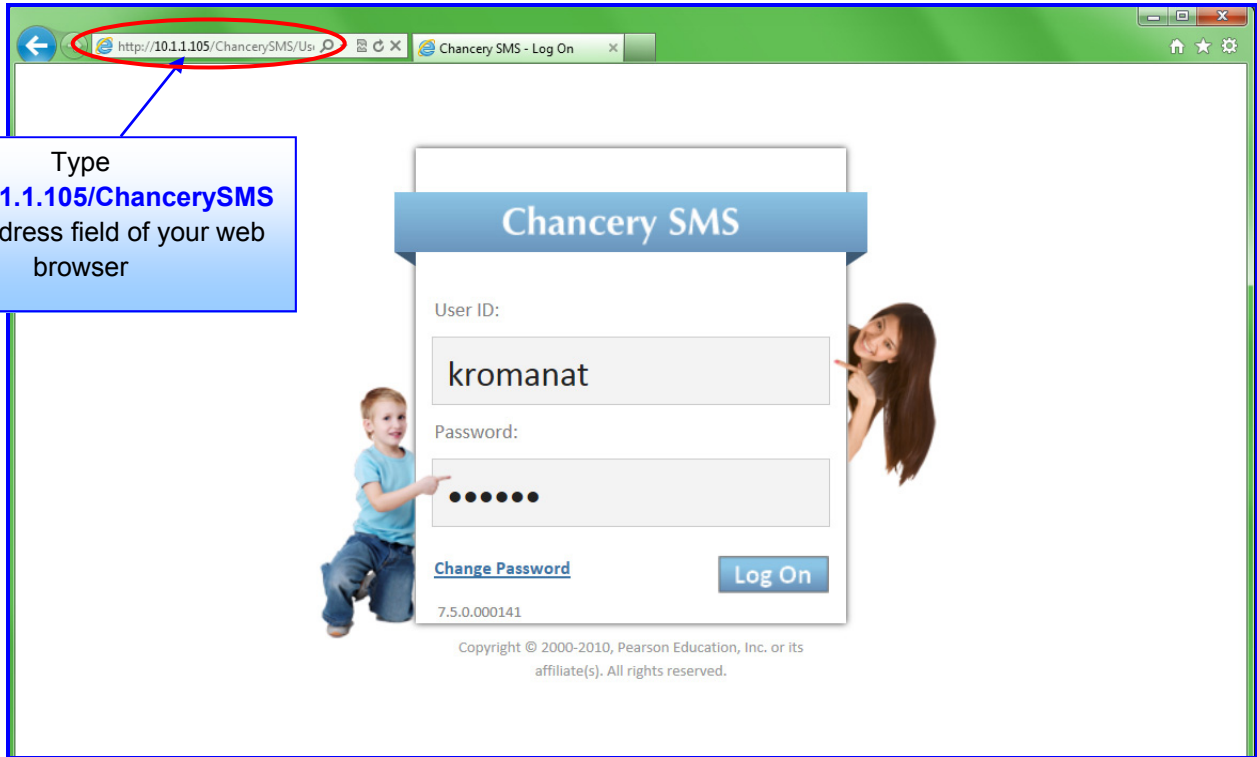 http://10.1.1.105/ChancerySMS/Us
Chancery SMS - Log On
Type
1.1.105/ChancerySMS
dress field of your web
browser
Chancery SMS
User ID:
kromanat
Password:
••••••
Change Password
Log On
7.5.0.000141
Copyright © 2000-2010, Pearson Education, Inc. or its
affiliate(s). All rights reserved.